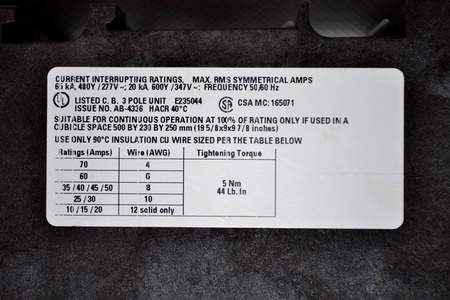 CURRENT INTERRUPTING RATINGS, MAX. RMS SYMMETRICAL AMPS
65 kA, 480Y /277V~; 20 kA, 600Y /347V~: FREQUENCY 50,60 Hz
UL LISTED C. B. 3 POLE UNIT E235044 SA CSA MC: 165071
ISSUE NO. AB-4336 HACR 40°C
SUITABLE FOR CONTINUOUS OPERATION AT 100% OF RATING ONLY IF USED IN A
CUBICLE SPACE 500 BY 230 BY 250 mm (19 5/8x9x9 7/8 inches)
USE ONLY 90°C INSULATION CU WIRE SIZED PER THE TABLE BELOW
Ratings (Amps) Wire (AWG) Tightening Torque
70 4
60 6
35 / 40 / 45 / 50 8 5 Nm
25 / 30 10 44 Lb. In
10 / 15 / 20 12 solid only